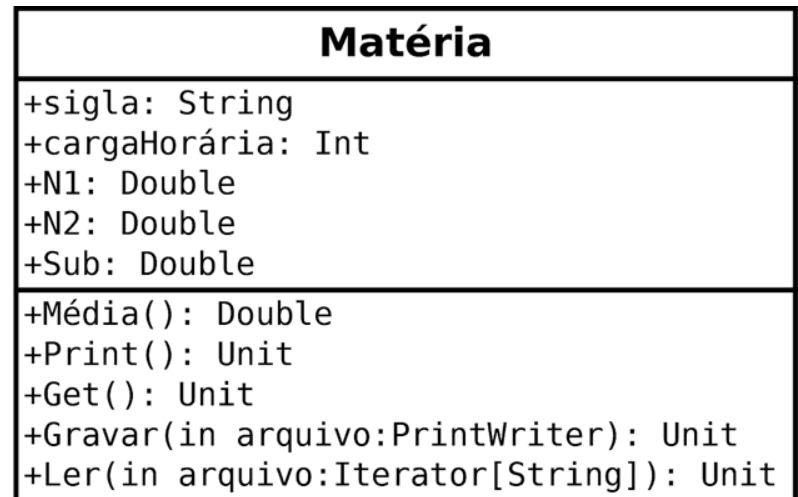 Matéria
+sigla: String
+cargaHorária: Int
+N1: Double
+N2: Double
+Sub: Double
+Média(): Double
+Print(): Unit
+Get(): Unit
+Gravar(in arquivo:PrintWriter): Unit
+Ler(in arquivo:Iterator[String]): Unit